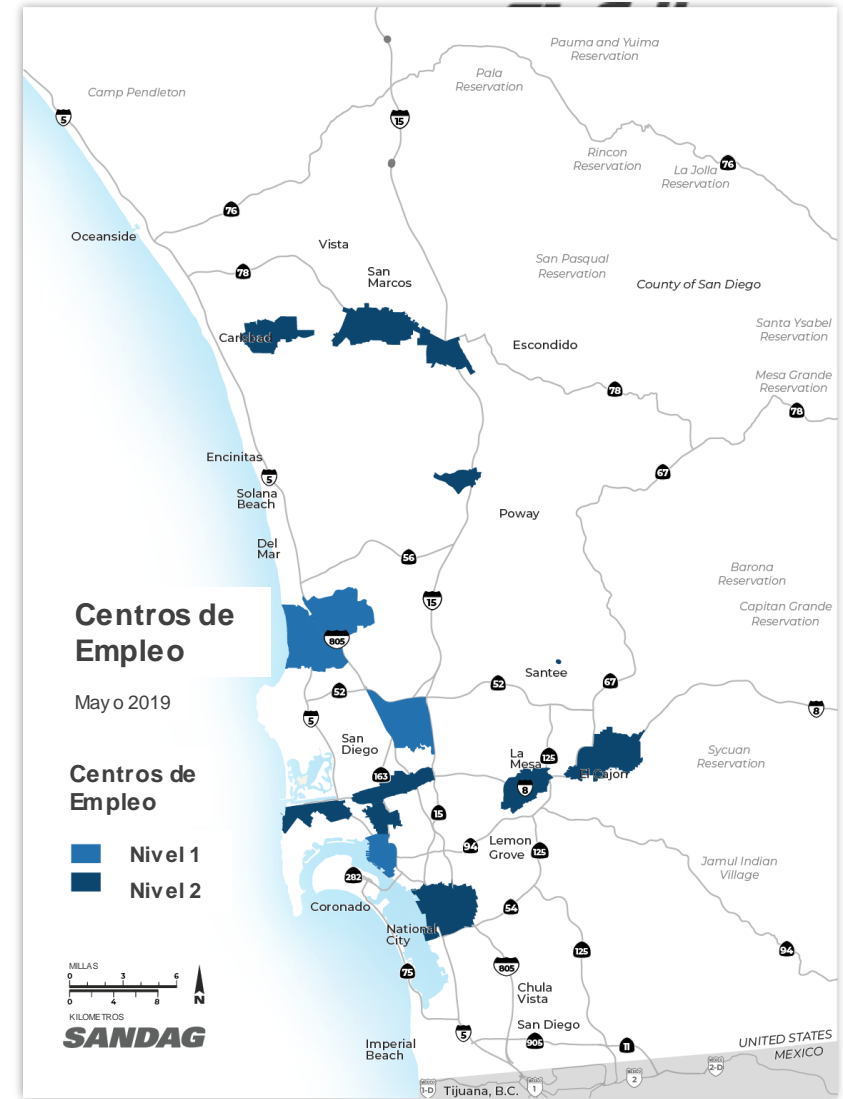 Pauma and Yuima
Reservation
Pala
Reservation
Camp Pendleton
5
15
Rincon
Reservation
La Jolla
Reservation
76
76
Oceanside
Vista
78
San
Marcos
San Pasqual
Reservation
County of San Diego
Santa Ysabel
Reservation
Carlsbad
Escondido
Mesa Grande
Reservation
78
78
Encinitas
5
67
Solana
Beach
Poway
Del
Mar
56
Barona
Reservation
15
Capitan Grande
Reservation
Centros de
Empleo
805
Santee
52
52
67
Mayo 2019
5
8
San
Diego
La
Mesa
125
Sycuan
Reservation
Centros de
Empleo
163
El Cajon
8
15
Nivel 1
94
Lemon
Grove
125
Jamul Indian
Village
282
Nivel 2
Coronado
54
National
City
125
94
MILLAS
0 3 6
75
805
N
0 4 8
Chula
Vista
KILOMETROS
SANDAG
San Diego
5
905
11
Imperial
Beach
UNITED STATES
MEXICO
2-D
2
1-D
Tijuana, B.C.
1